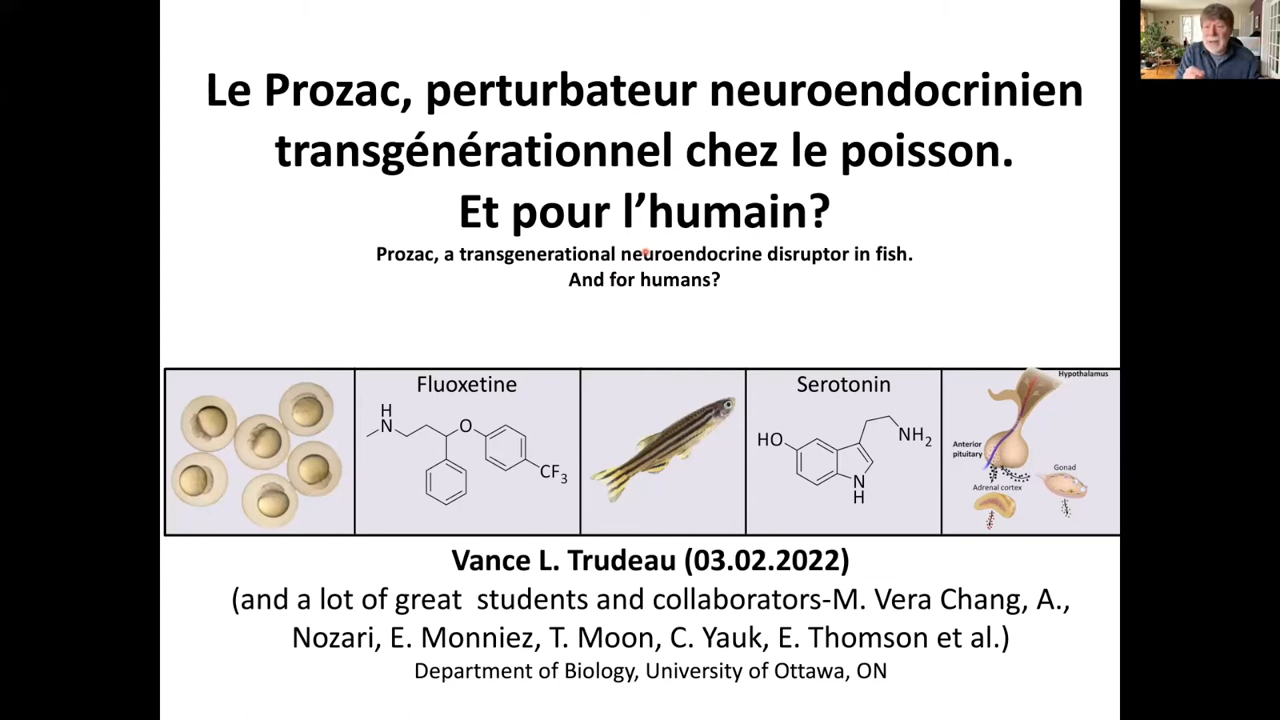 Le Prozac, perturbateur neuroendocrinien
transgénérationnel chez le poisson.
Et pour l’humain?
Prozac, a transgenerational neuroendocrine disruptor in fish.
And for humans?
Fluoxetine
H
N
O
CF3
Serotonin
HO
NH2
N
H
Hypothalamus
Anterior
pituitary
Gonad
Adrenal cortex
Vance L. Trudeau (03.02.2022)
(and a lot of great students and collaborators-M. Vera Chang, A.,
Nozari, E. Monniez, T. Moon, C. Yauk, E. Thomson et al.)
Department of Biology, University of Ottawa, ON